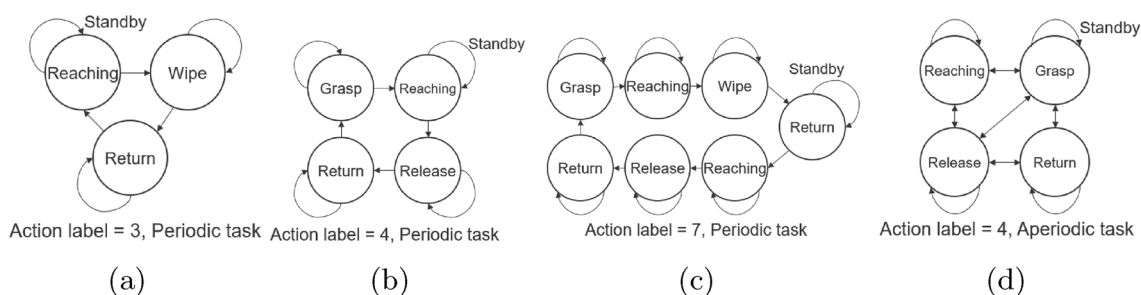 Standby
Reaching
Wipe
Return
Action label = 3, Periodic task
(a)
Standby
Grasp
Reaching
Return
Release
Action label = 4, Periodic task
(b)
Standby
Grasp
Reaching
Wipe
Return
Return
Release
Reaching
Action label = 7, Periodic task
(c)
Standby
Reaching
Grasp
Release
Return
Action label = 4, Aperiodic task
(d)